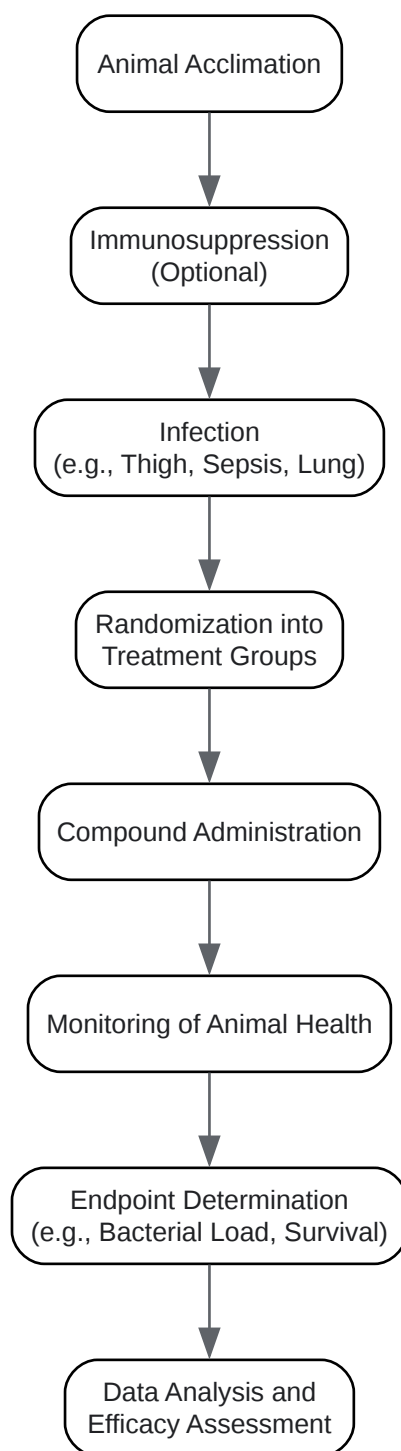 Animal Acclimation
Immunosuppression
(Optional)
Infection
(e.g., Thigh, Sepsis, Lung)
Randomization into
Treatment Groups
Compound Administration
Monitoring of Animal Health
Endpoint Determination
(e.g., Bacterial Load, Survival)
Data Analysis and
Efficacy Assessment